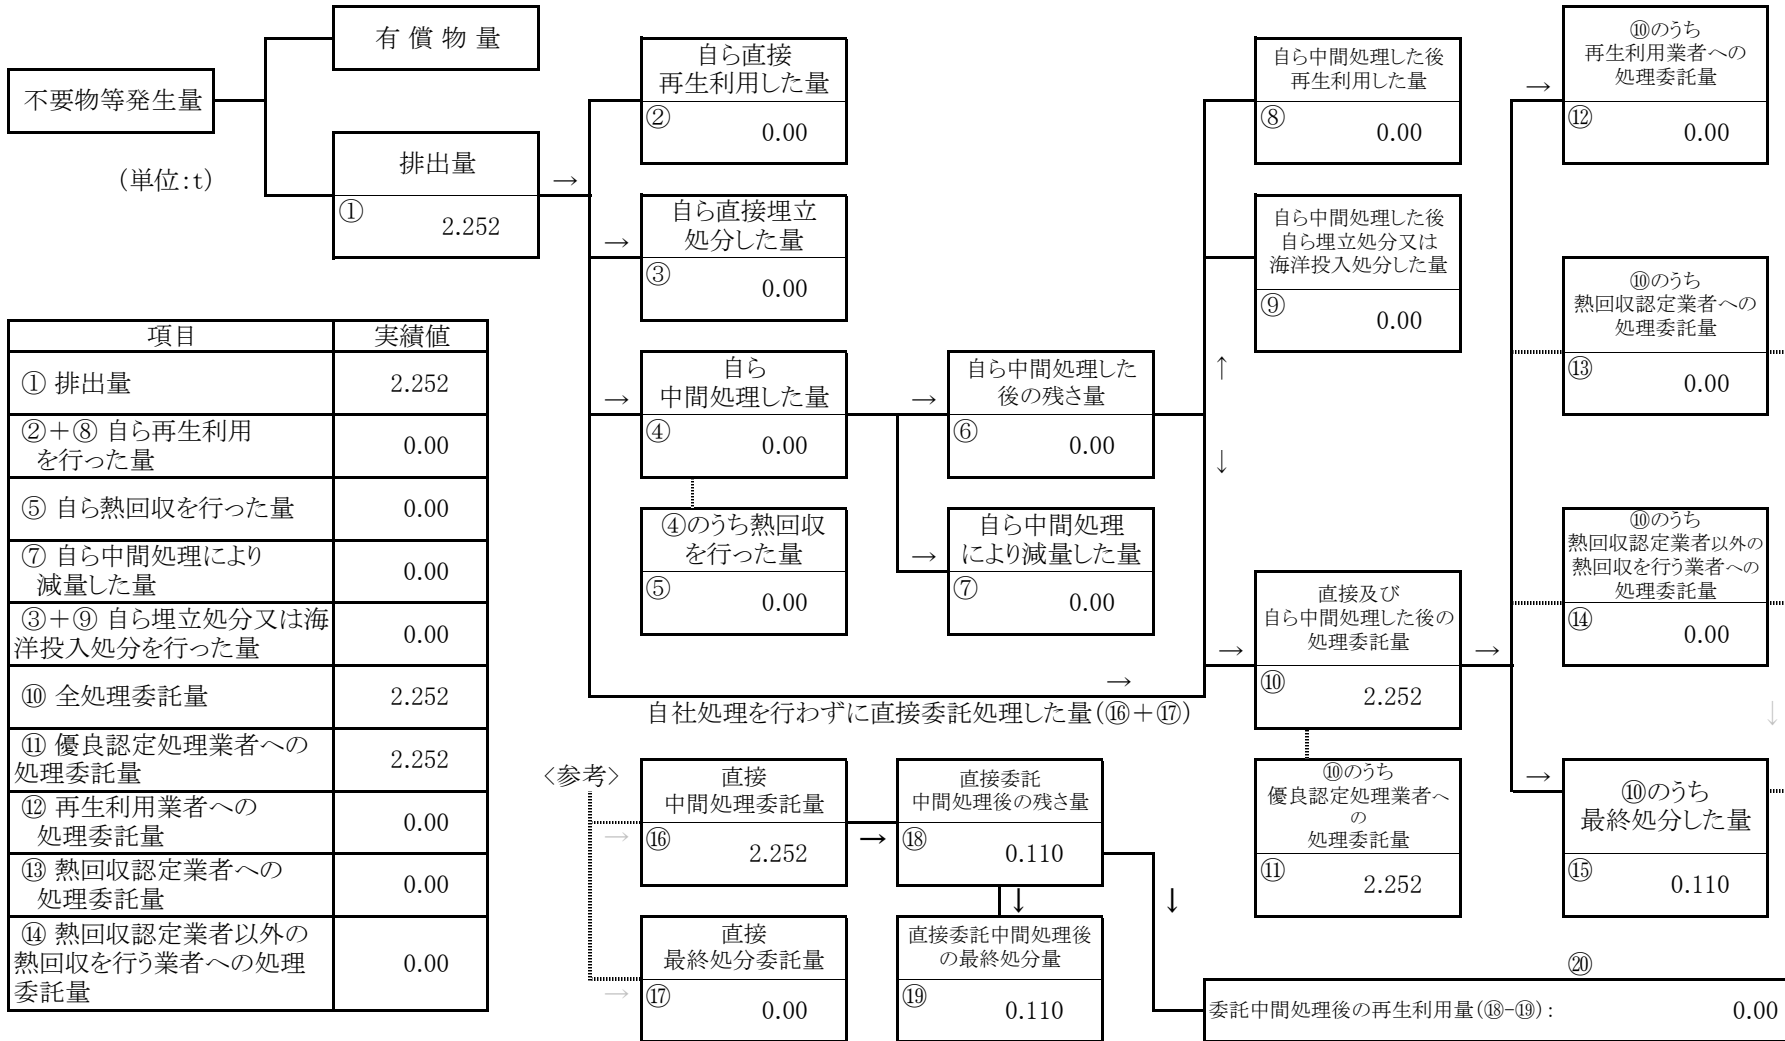 不要物等発生量
(単位:t)
有 償 物 量
排出量
①
2.252
→
自ら直接
再生利用した量
②
0.00
→
自ら直接埋立
処分した量
③
0.00
→
自ら
中間処理した量
④
0.00
④のうち熱回収
を行った量
⑤
0.00
→
自ら中間処理した
後の残さ量
⑥
0.00
→
自ら中間処理
により減量した量
⑦
0.00
↑
↓
自ら中間処理した後
再生利用した量
⑧
0.00
自ら中間処理した後
自ら埋立処分又は
海洋投入処分した量
⑨
0.00
→
自社処理を行わずに直接委託処理した量(⑯+⑰)
→
直接及び
自ら中間処理した後の
処理委託量
⑩
2.252
→
⑩のうち
優良認定処理業者へ
の
処理委託量
⑪
2.252
→
⑩のうち
再生利用業者への
処理委託量
⑫
0.00
⑩のうち
熱回収認定業者への
処理委託量
⑬
0.00
⑩のうち
熱回収認定業者以外の
熱回収を行う業者への
処理委託量
⑭
0.00
↓
→
⑩のうち
最終処分した量
⑮
0.110
<参考>
→
直接
中間処理委託量
⑯
2.252
→
直接委託
中間処理後の残さ量
⑱
0.110
↓
↓
→
直接
最終処分委託量
⑰
0.00
直接委託中間処理後
の最終処分量
⑲
0.110
⑳
委託中間処理後の再生利用量(⑱-⑲): 0.00
項目 実績値
① 排出量 2.252
②+⑧ 自ら再生利用
を行った量 0.00
⑤ 自ら熱回収を行った量 0.00
⑦ 自ら中間処理により
減量した量 0.00
③+⑨ 自ら埋立処分又は海
洋投入処分を行った量 0.00
⑩ 全処理委託量 2.252
⑪ 優良認定処理業者への
処理委託量 2.252
⑫ 再生利用業者への
処理委託量 0.00
⑬ 熱回収認定業者への
処理委託量 0.00
⑭ 熱回収認定業者以外の
熱回収を行う業者への処理
委託量 0.00